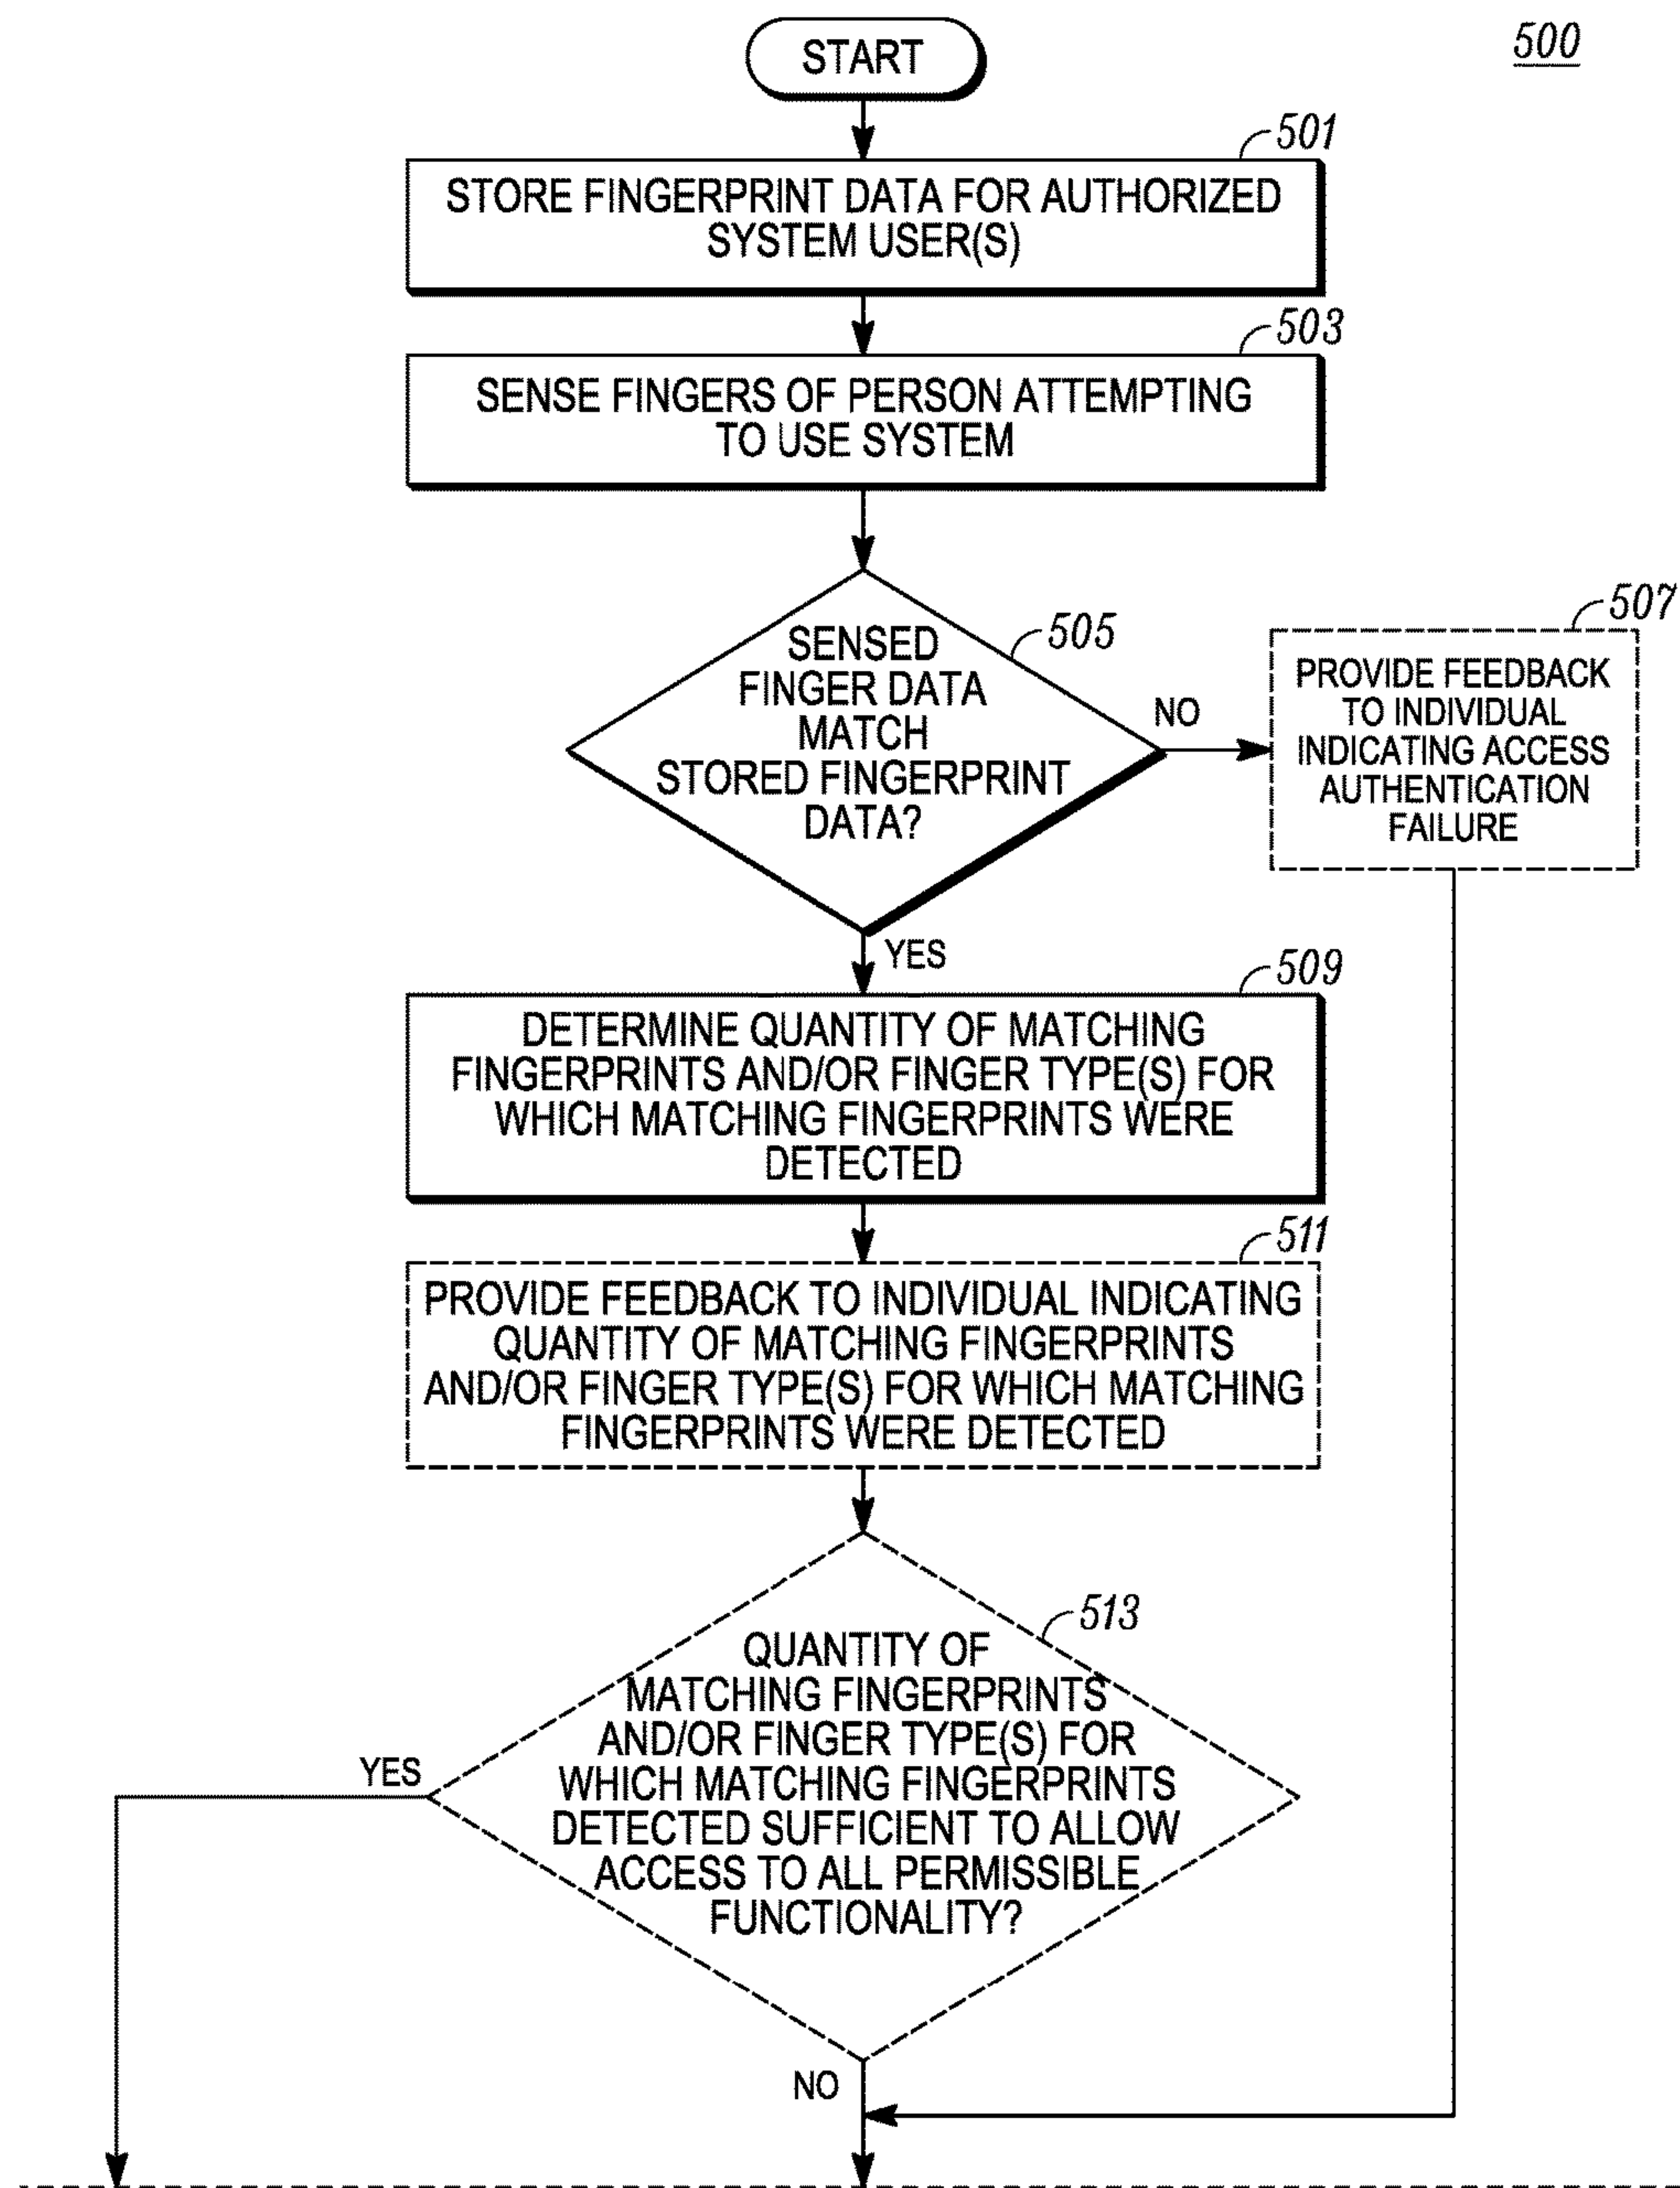 START
500
501
STORE FINGERPRINT DATA FOR AUTHORIZED
SYSTEM USER(S)
503
SENSE FINGERS OF PERSON ATTEMPTING
TO USE SYSTEM
505
SENSED
FINGER DATA
MATCH
STORED FINGERPRINT
DATA?
NO
507
PROVIDE FEEDBACK
TO INDIVIDUAL
INDICATING ACCESS
AUTHENTICATION
FAILURE
YES
509
DETERMINE QUANTITY OF MATCHING
FINGERPRINTS AND/OR FINGER TYPE(S) FOR
WHICH MATCHING FINGERPRINTS WERE
DETECTED
511
PROVIDE FEEDBACK TO INDIVIDUAL INDICATING
QUANTITY OF MATCHING FINGERPRINTS
AND/OR FINGER TYPE(S) FOR WHICH MATCHING
FINGERPRINTS WERE DETECTED
513
QUANTITY OF
MATCHING FINGERPRINTS
AND/OR FINGER TYPE(S) FOR
WHICH MATCHING FINGERPRINTS
DETECTED SUFFICIENT TO ALLOW
ACCESS TO ALL PERMISSIBLE
FUNCTIONALITY?
YES
NO